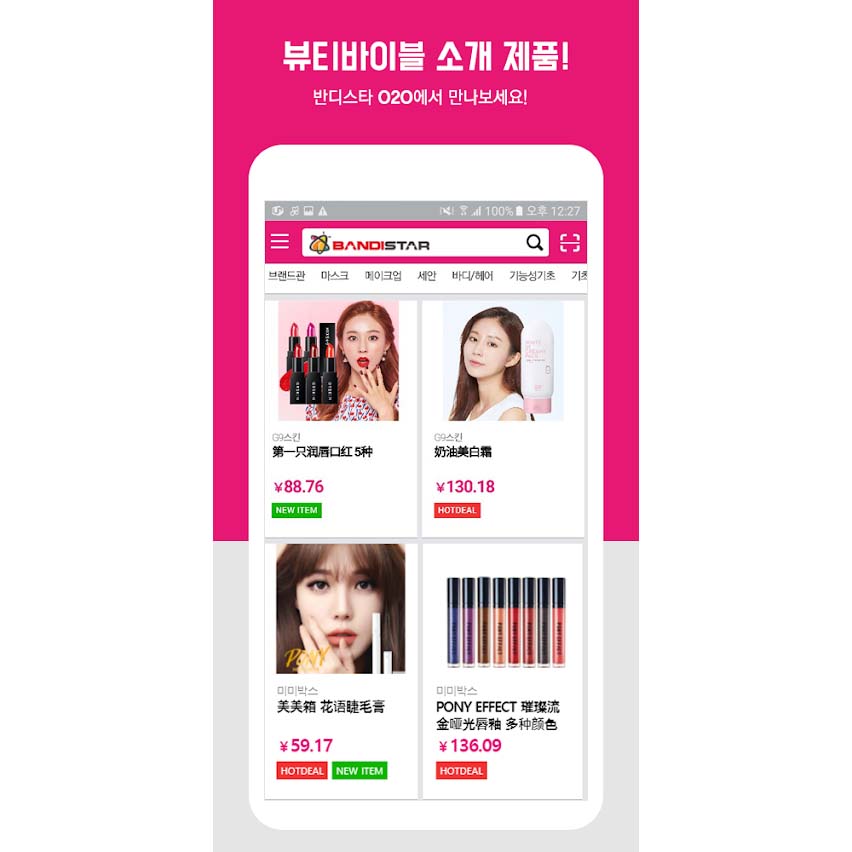 뷰티바이블 소개 제품!
반디스타 O2O에서 만나보세요!
100% 오후 12:27
BANDISTAR
브랜드관 마스크 메이크업 세안 바디/헤어 기능성기초 기초
G9스킨
第一只润唇口红 5种
￥88.76
NEW ITEM
G9스킨
奶油美白霜
￥130.18
HOTDEAL
PONY
미미박스
美美箱 花语睫毛膏
￥59.17
HOTDEAL NEW ITEM
PONY EFFECT
미미박스
PONY EFFECT 璀璨流
金哑光唇釉 多种颜色
￥136.09
HOTDEAL